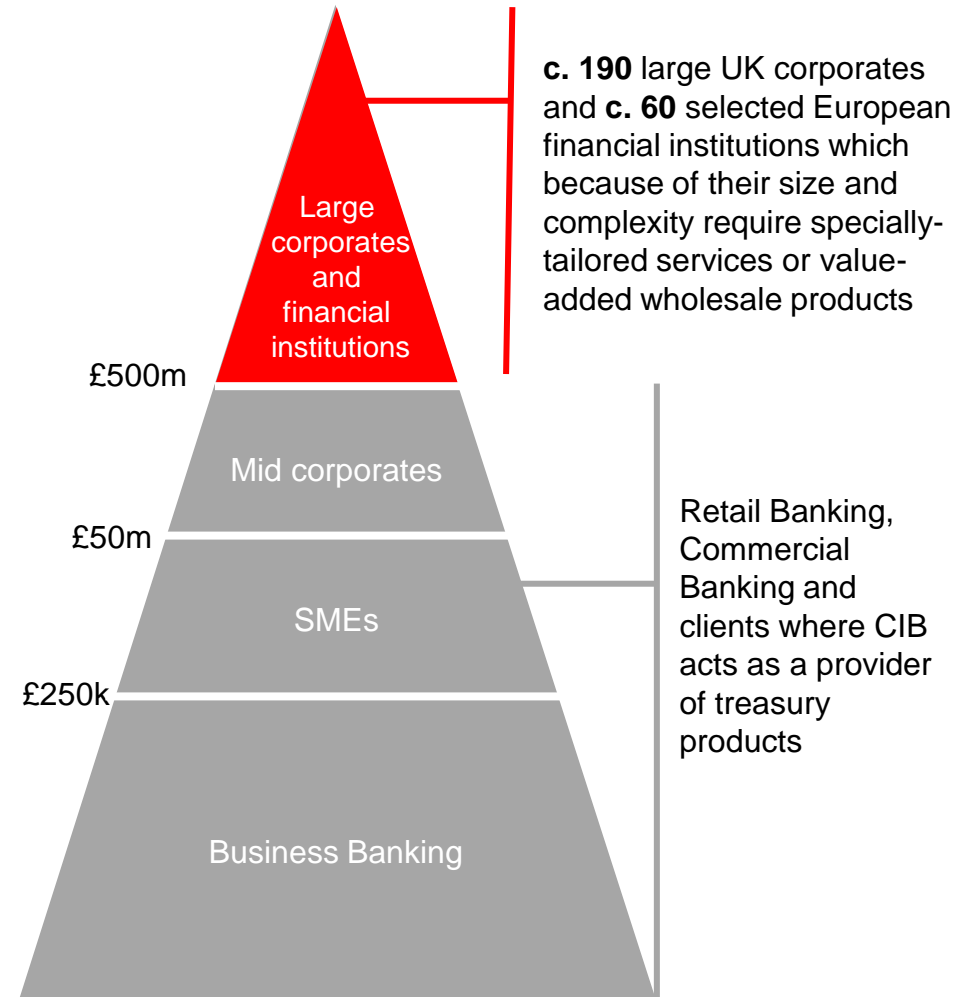 c. 190 large UK corporates
and c. 60 selected European
financial institutions which
because of their size and
complexity require specially-
tailored services or value-
added wholesale products
Large
corporates
and
financial
institutions
£500m
Mid corporates
£50m
SMEs
£250k
Business Banking
Retail Banking,
Commercial
Banking and
clients where CIB
acts as a provider
of treasury
products